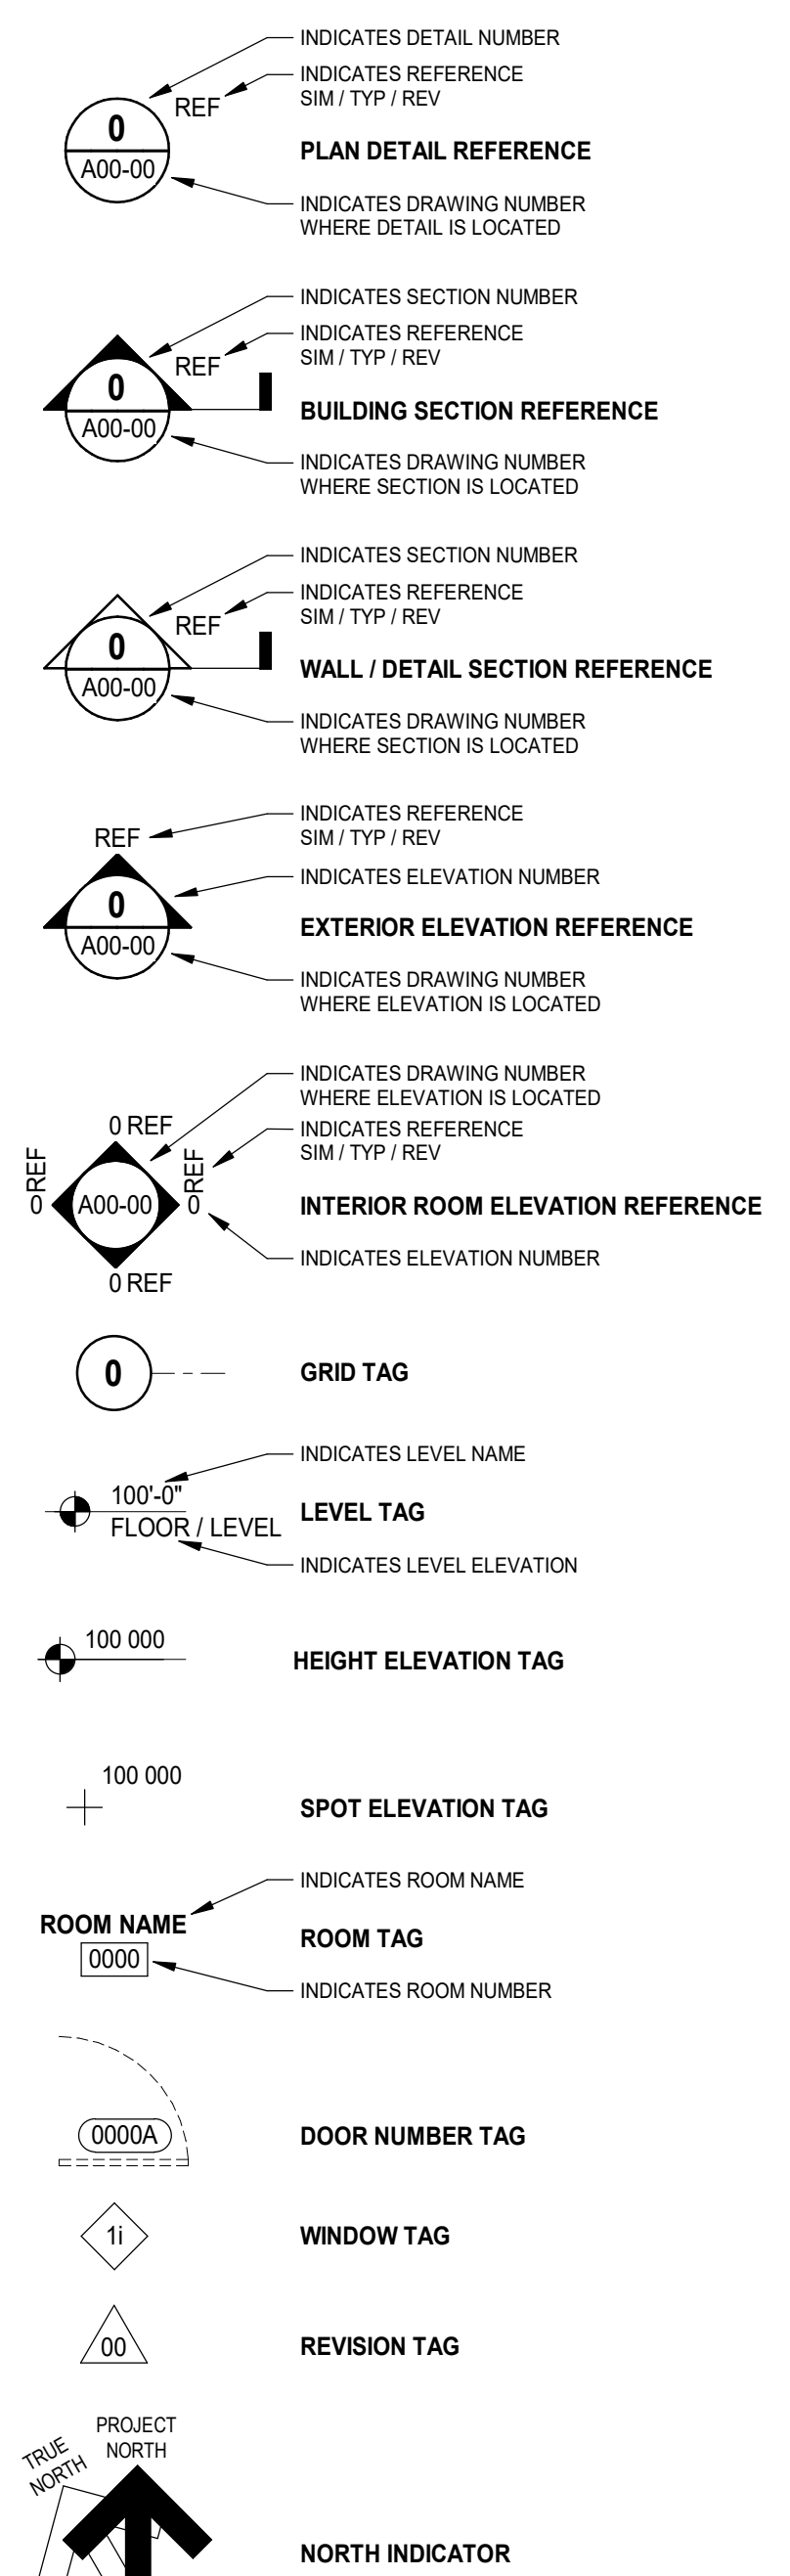 INDICATES DETAIL NUMBER
INDICATES REFERENCE
SIM / TYP / REV
REF
0
A00-00
PLAN DETAIL REFERENCE
INDICATES DRAWING NUMBER
WHERE DETAIL IS LOCATED
INDICATES SECTION NUMBER
INDICATES REFERENCE
SIM / TYP / REV
REF
0
A00-00
BUILDING SECTION REFERENCE
INDICATES DRAWING NUMBER
WHERE SECTION IS LOCATED
INDICATES SECTION NUMBER
INDICATES REFERENCE
SIM / TYP / REV
REF
0
A00-00
WALL / DETAIL SECTION REFERENCE
INDICATES DRAWING NUMBER
WHERE SECTION IS LOCATED
INDICATES REFERENCE
SIM / TYP / REV
REF
INDICATES ELEVATION NUMBER
0
A00-00
EXTERIOR ELEVATION REFERENCE
INDICATES DRAWING NUMBER
WHERE ELEVATION IS LOCATED
INDICATES DRAWING NUMBER
WHERE ELEVATION IS LOCATED
0 REF
INDICATES REFERENCE
SIM / TYP / REV
0 REF
A00-00
0 REF
INTERIOR ROOM ELEVATION REFERENCE
INDICATES ELEVATION NUMBER
0 REF
0
GRID TAG
INDICATES LEVEL NAME
100'-0"
FLOOR / LEVEL
LEVEL TAG
INDICATES LEVEL ELEVATION
100 000
HEIGHT ELEVATION TAG
100 000
SPOT ELEVATION TAG
INDICATES ROOM NAME
ROOM NAME
0000
ROOM TAG
INDICATES ROOM NUMBER
0000A
DOOR NUMBER TAG
1i
WINDOW TAG
00
REVISION TAG
PROJECT
NORTH
TRUE
NORTH
NORTH INDICATOR